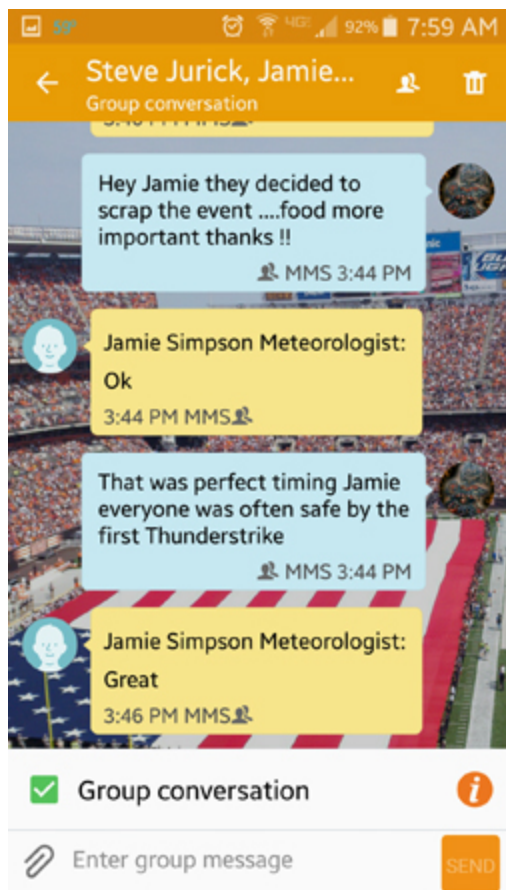 59°
4G
92%
7:59 AM
Steve Jurick, Jamie...
Group conversation
Hey Jamie they decided to
scrap the event ....food more
important thanks !!
MMS 3:44 PM
Jamie Simpson Meteorologist:
Ok
3:44 PM MMS
That was perfect timing Jamie
everyone was often safe by the
first Thunderstrike
MMS 3:44 PM
Jamie Simpson Meteorologist:
Great
3:46 PM MMS
Group conversation
Enter group message
SEND